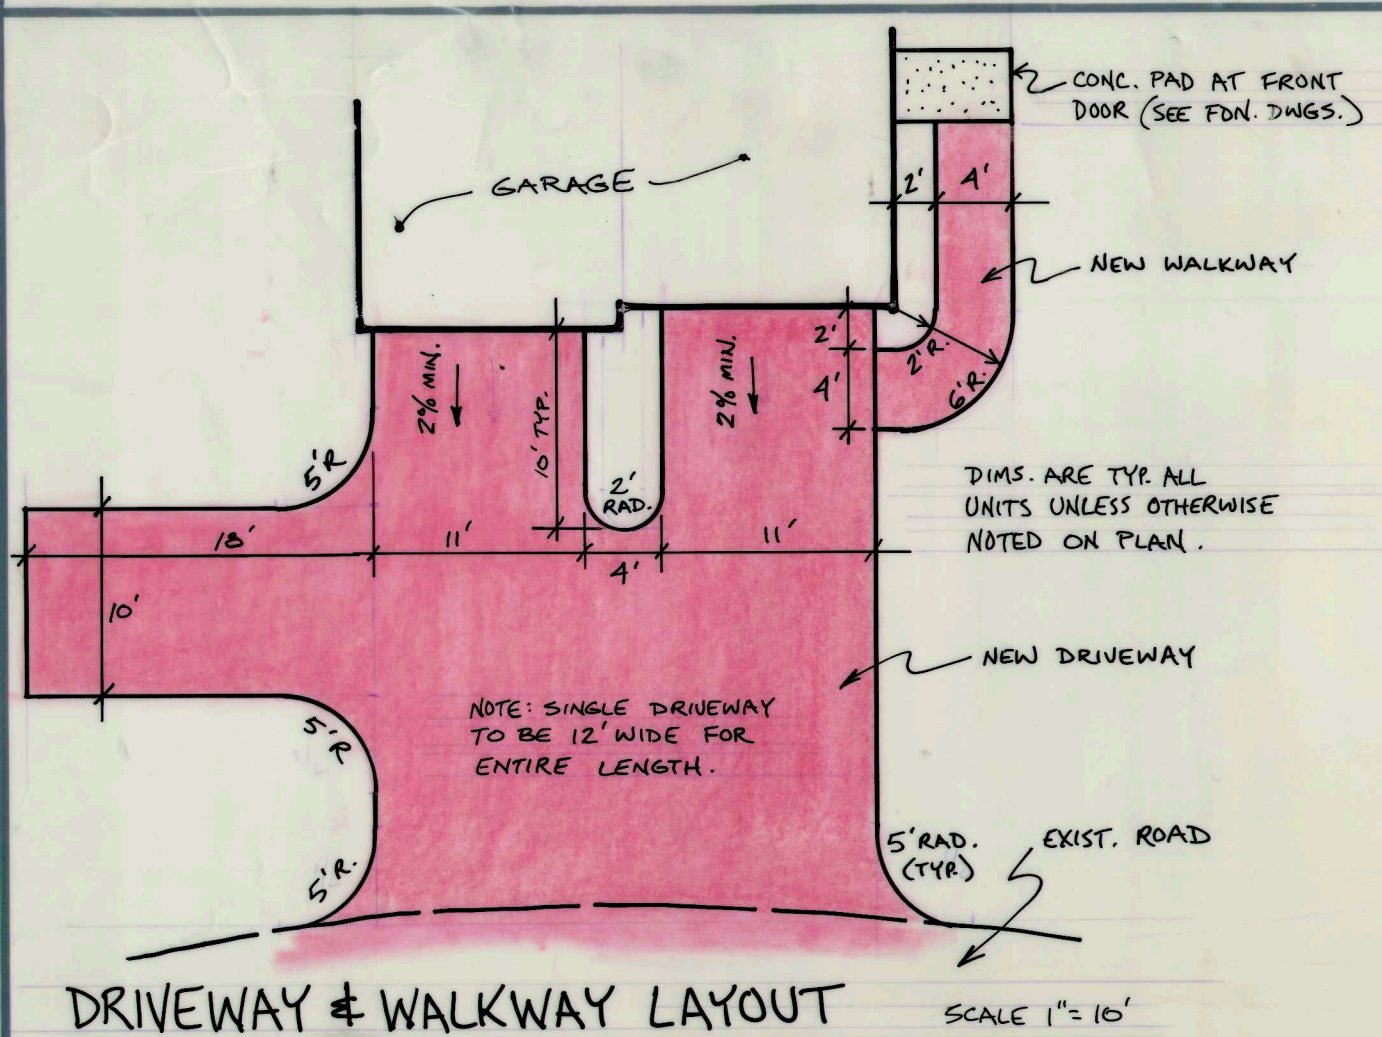 CONC. PAD AT FRONT
DOOR (SEE FDN. DWGS.)
GARAGE
2'
4'
NEW WALKWAY
2% MIN.
10' TYP.
2% MIN.
2'
4'
2' R.
6' R.
5' R
2'
RAD.
DIMS. ARE TYP. ALL
UNITS UNLESS OTHERWISE
NOTED ON PLAN.
18'
11'
4'
11'
10'
NEW DRIVEWAY
NOTE: SINGLE DRIVEWAY
TO BE 12' WIDE FOR
ENTIRE LENGTH.
5' R
5' R.
5' RAD.
(TYP.)
EXIST. ROAD
DRIVEWAY & WALKWAY LAYOUT
SCALE 1" = 10'